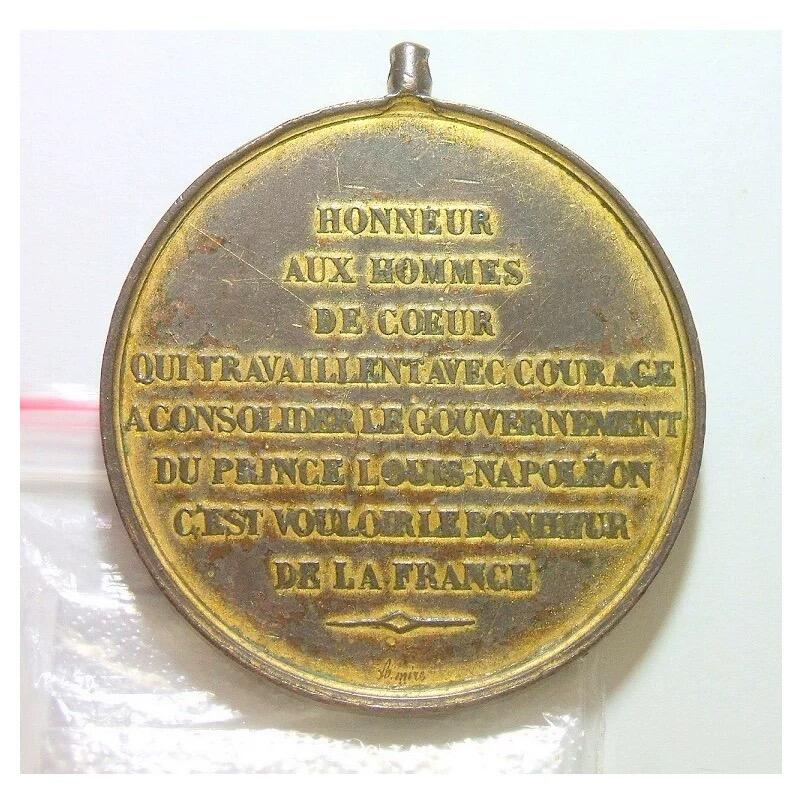 HONNEUR
AUX HOMMES
DE COEUR
QUI TRAVAILLENT AVEC COURAGE
A CONSOLIDER LE GOUVERNEMENT
DU PRINCE LOUIS-NAPOLÉON
C'EST VOULOIR LE BONHEUR
DE LA FRANCE